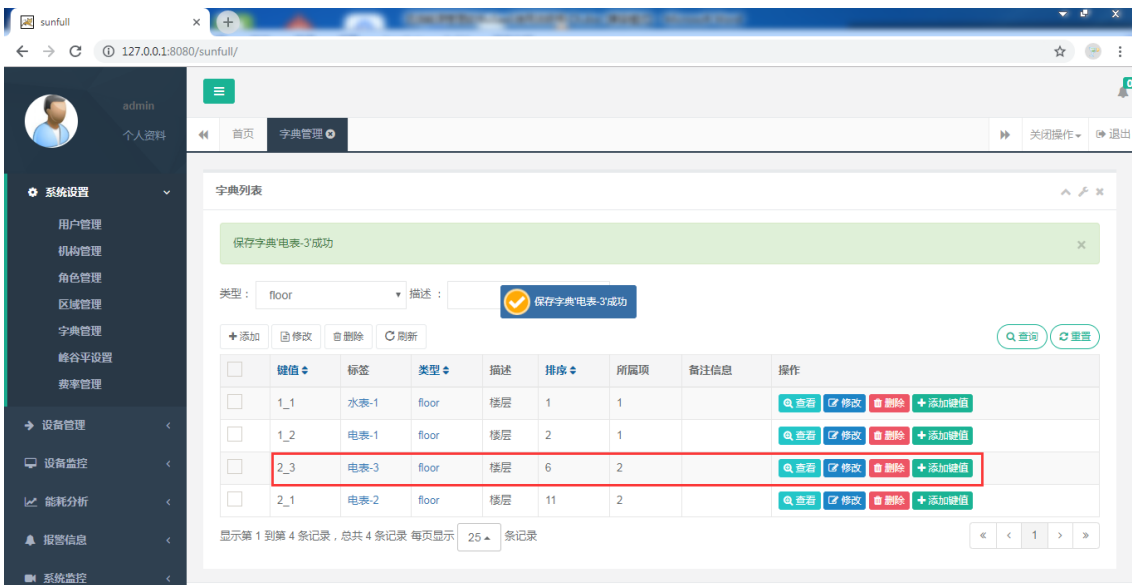 sunfull
127.0.0.1:8080/sunfull/
admin
个人资料
0
首页 字典管理 关闭操作 退出
系统设置
用户管理
机构管理
角色管理
区域管理
字典管理
峰谷平设置
费率管理
设备管理
设备监控
能耗分析
报警信息
系统监控
字典列表
保存字典'电表-3'成功 ×
类型： floor 描述 ：
保存字典'电表-3'成功
添加 修改 删除 刷新 查询 重置
键值 标签 类型 描述 排序 所属项 备注信息 操作
1_1 水表-1 floor 楼层 1 1 查看 修改 删除 添加键值
1_2 电表-1 floor 楼层 2 1 查看 修改 删除 添加键值
2_3 电表-3 floor 楼层 6 2 查看 修改 删除 添加键值
2_1 电表-2 floor 楼层 11 2 查看 修改 删除 添加键值
显示第 1 到第 4 条记录，总共 4 条记录 每页显示 25 条记录 « ‹ 1 › »